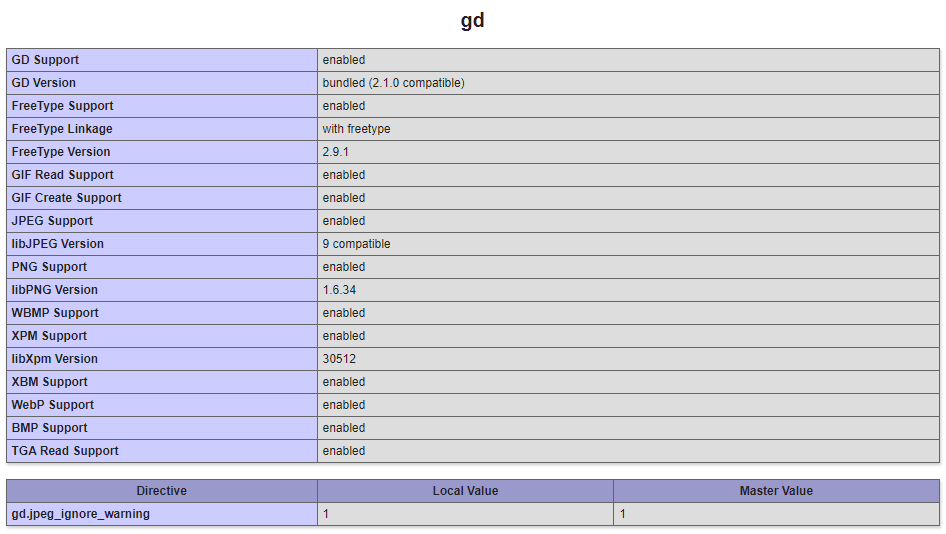 gd
GD Support enabled
GD Version bundled (2.1.0 compatible)
FreeType Support enabled
FreeType Linkage with freetype
FreeType Version 2.9.1
GIF Read Support enabled
GIF Create Support enabled
JPEG Support enabled
libJPEG Version 9 compatible
PNG Support enabled
libPNG Version 1.6.34
WBMP Support enabled
XPM Support enabled
libXpm Version 30512
XBM Support enabled
WebP Support enabled
BMP Support enabled
TGA Read Support enabled
Directive Local Value Master Value
gd.jpeg_ignore_warning 1 1